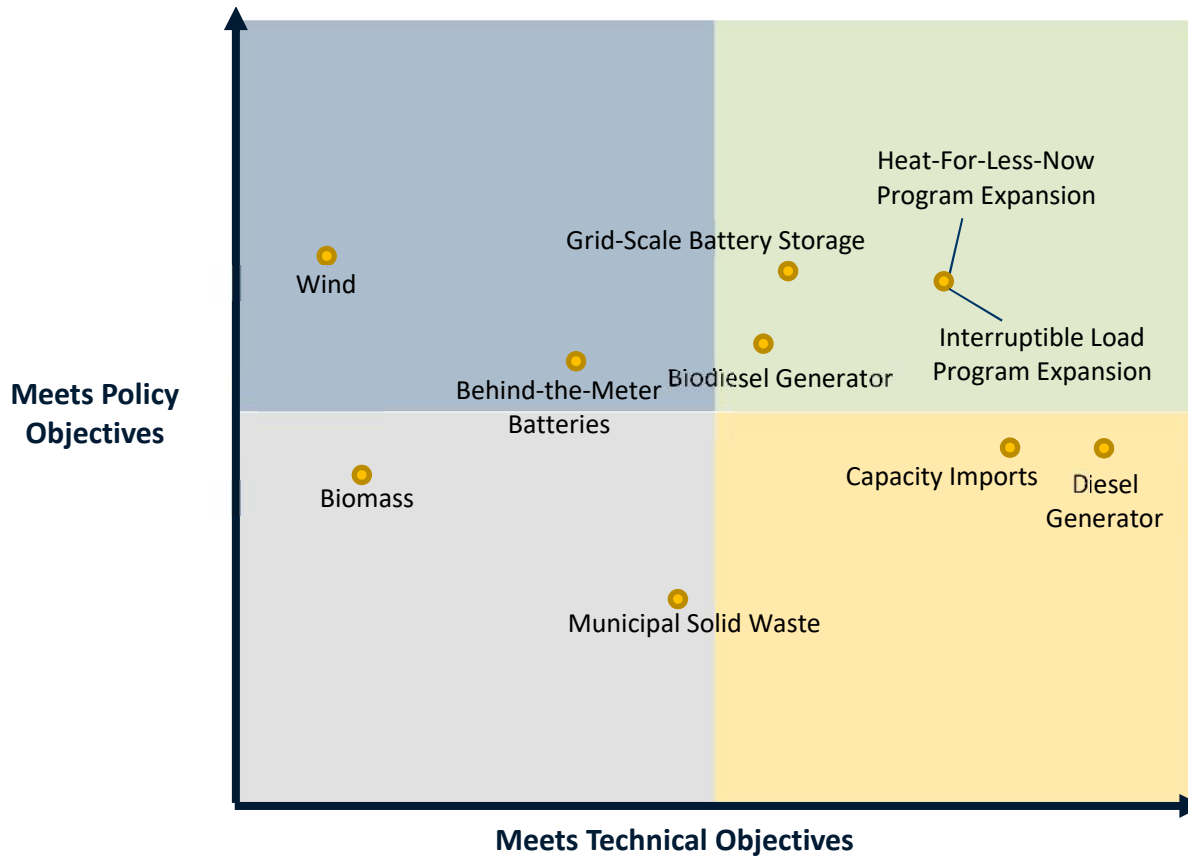 Heat-For-Less-Now
Program Expansion
Grid-Scale Battery Storage
Wind
Interruptible Load
Program Expansion
Biodiesel Generator
Behind-the-Meter
Batteries
Meets Policy
Objectives
Capacity Imports
Diesel
Generator
Biomass
Municipal Solid Waste
Meets Technical Objectives